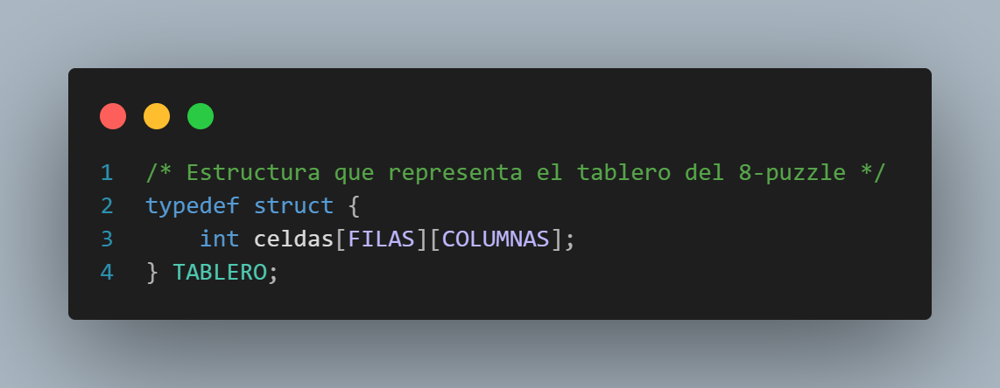 1 /* Estructura que representa el tablero del 8-puzzle */
2 typedef struct {
3     int celdas[FILAS][COLUMNAS];
4 } TABLERO;